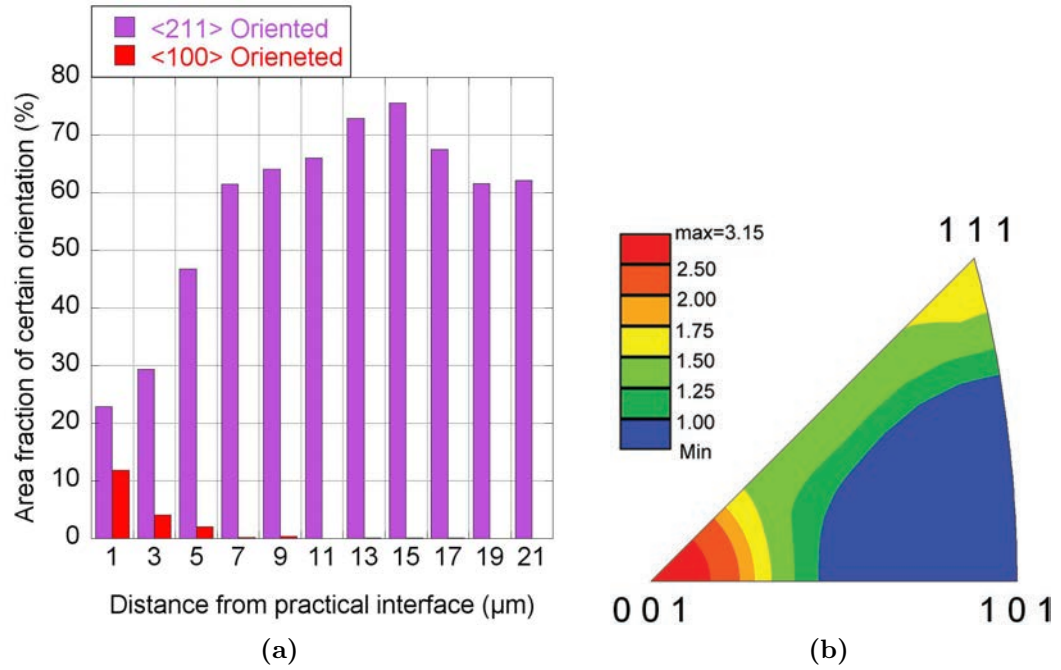 <211> Oriented
<100> Orieneted
Area fraction of certain orientation (%)
80
70
60
50
40
30
20
10
0
1 3 5 7 9 11 13 15 17 19 21
Distance from practical interface (µm)
(a)
max=3.15
2.50
2.00
1.75
1.50
1.25
1.00
Min
1 1 1
0 0 1
1 0 1
(b)